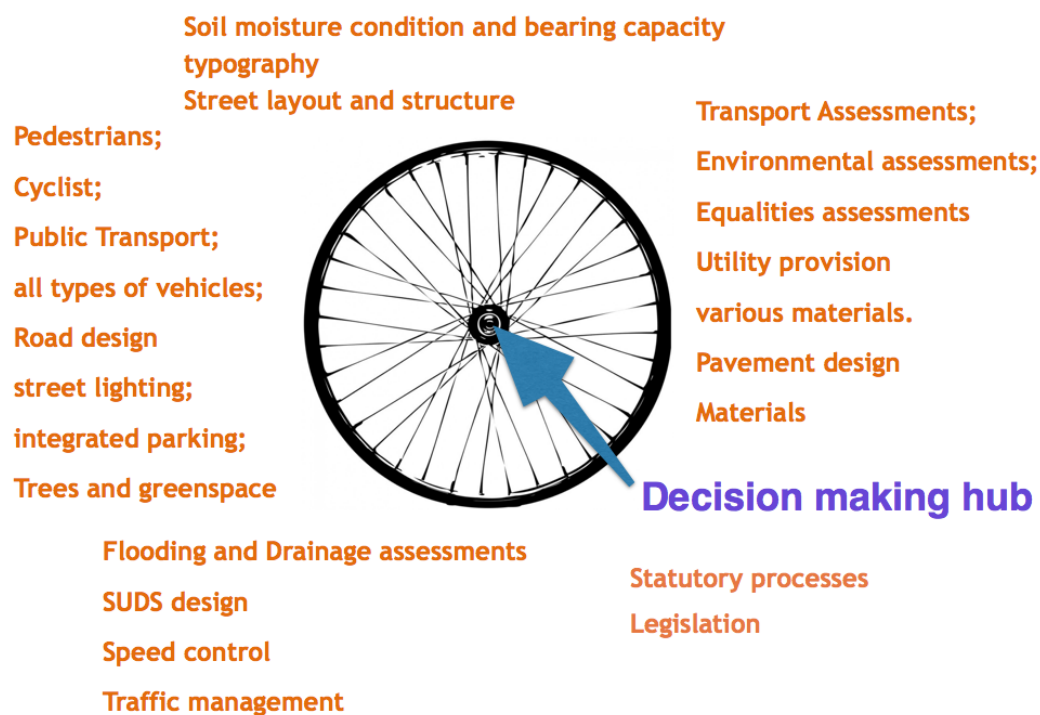 Soil moisture condition and bearing capacity
typography
Street layout and structure
Pedestrians;
Cyclist;
Public Transport;
all types of vehicles;
Road design
street lighting;
integrated parking;
Trees and greenspace
Transport Assessments;
Environmental assessments;
Equalities assessments
Utility provision
various materials.
Pavement design
Materials
Decision making hub
Flooding and Drainage assessments
SUDS design
Speed control
Traffic management
Statutory processes
Legislation